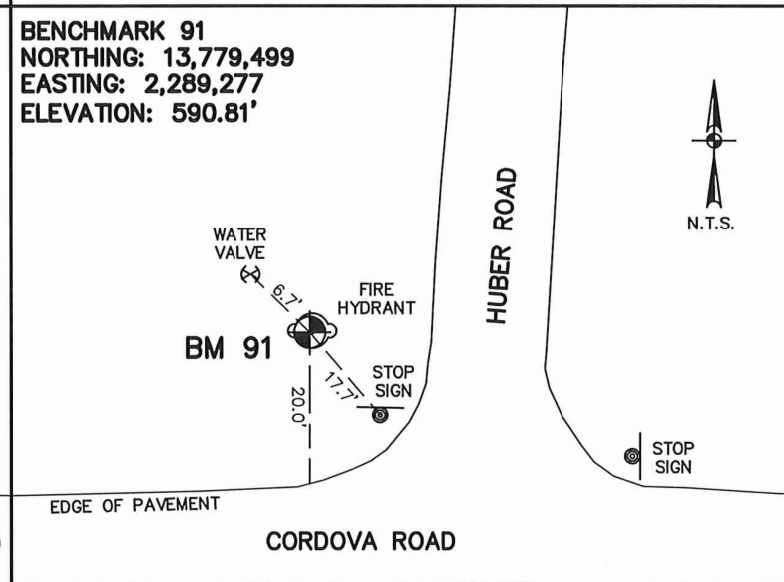 BENCHMARK 91
NORTHING: 13,779,499
EASTING: 2,289,277
ELEVATION: 590.81'
N.T.S.
HUBER ROAD
WATER
VALVE
6.7'
FIRE
HYDRANT
BM 91
17.7'
20.0'
STOP
SIGN
STOP
SIGN
EDGE OF PAVEMENT
CORDOVA ROAD